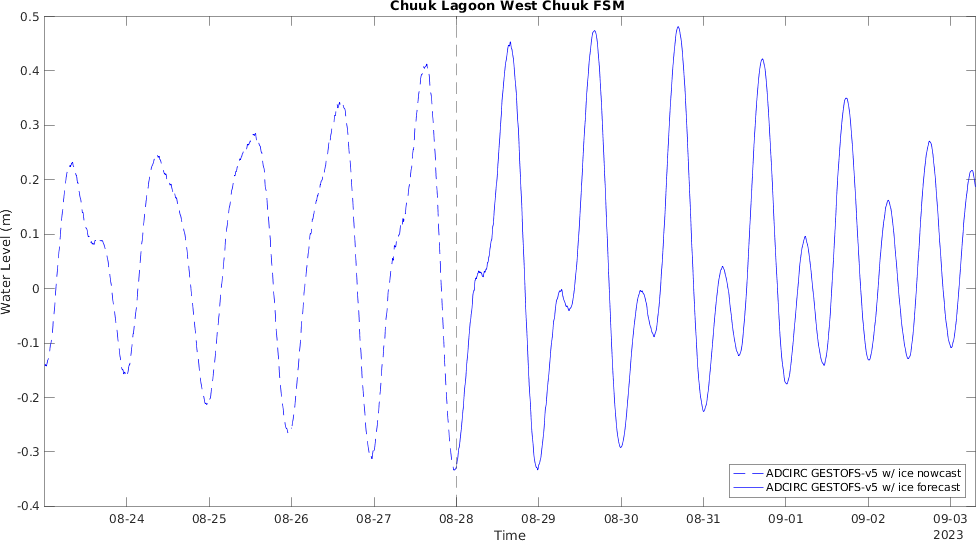 Chuuk Lagoon West Chuuk FSM
0.5
0.4
0.3
0.2
0.1
0
-0.1
-0.2
-0.3
-0.4
Water Level (m)
ADCIRC GESTOFS-v5 w/ ice nowcast
ADCIRC GESTOFS-v5 w/ ice forecast
08-24 08-25 08-26 08-27 08-28 08-29 08-30 08-31 09-01 09-02 09-03
Time 2023